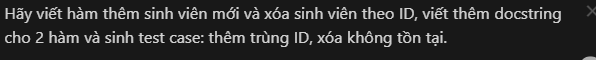 Hãy viết hàm thêm sinh viên mới và xóa sinh viên theo ID, viết thêm docstring
cho 2 hàm và sinh test case: thêm trùng ID, xóa không tồn tại.